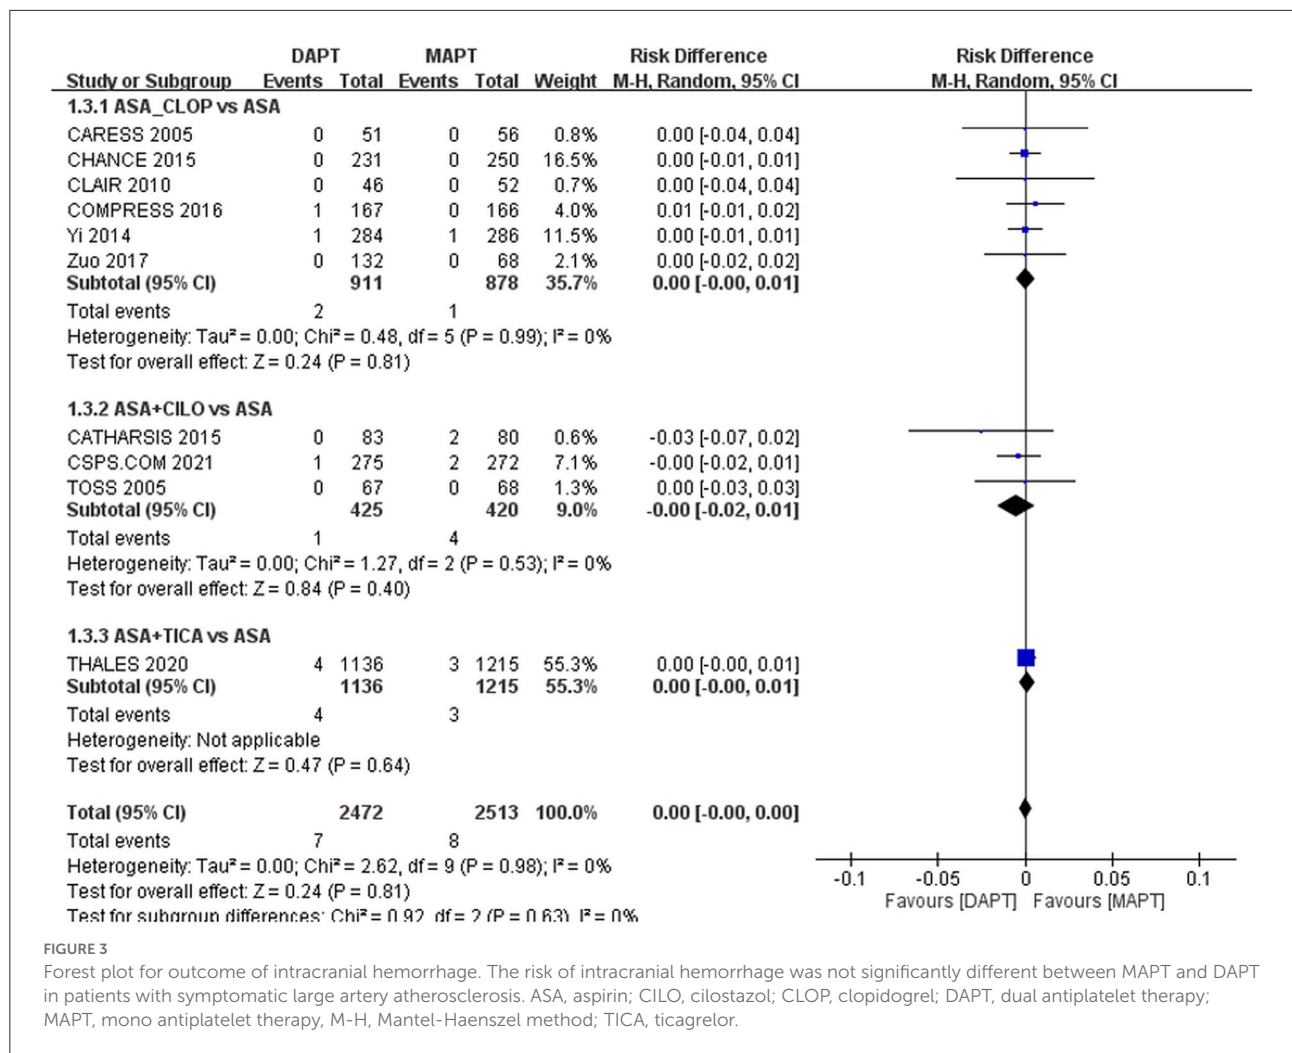 DAPT MAPT Risk Difference Risk Difference
Study or Subgroup Events Total Events Total Weight M-H, Random, 95% CI M-H, Random, 95% CI
1.3.1 ASA_CLOP vs ASA
CARESS 2005 0 51 0 56 0.8% 0.00 [-0.04, 0.04]
CHANCE 2015 0 231 0 250 16.5% 0.00 [-0.01, 0.01]
CLAIR 2010 0 46 0 52 0.7% 0.00 [-0.04, 0.04]
COMPRESS 2016 1 167 0 166 4.0% 0.01 [-0.01, 0.02]
Yi 2014 1 284 1 286 11.5% 0.00 [-0.01, 0.01]
Zuo 2017 0 132 0 68 2.1% 0.00 [-0.02, 0.02]
Subtotal (95% CI) 911 878 35.7% 0.00 [-0.00, 0.01]
Total events 2 1
Heterogeneity: Tau² = 0.00; Chi² = 0.48, df = 5 (P = 0.99); I² = 0%
Test for overall effect: Z = 0.24 (P = 0.81)
1.3.2 ASA+CILO vs ASA
CATHARSIS 2015 0 83 2 80 0.6% -0.03 [-0.07, 0.02]
CSPS.COM 2021 1 275 2 272 7.1% -0.00 [-0.02, 0.01]
TOSS 2005 0 67 0 68 1.3% 0.00 [-0.03, 0.03]
Subtotal (95% CI) 425 420 9.0% -0.00 [-0.02, 0.01]
Total events 1 4
Heterogeneity: Tau² = 0.00; Chi² = 1.27, df = 2 (P = 0.53); I² = 0%
Test for overall effect: Z = 0.84 (P = 0.40)
1.3.3 ASA+TICA vs ASA
THALES 2020 4 1136 3 1215 55.3% 0.00 [-0.00, 0.01]
Subtotal (95% CI) 1136 1215 55.3% 0.00 [-0.00, 0.01]
Total events 4 3
Heterogeneity: Not applicable
Test for overall effect: Z = 0.47 (P = 0.64)
Total (95% CI) 2472 2513 100.0% 0.00 [-0.00, 0.00]
Total events 7 8
Heterogeneity: Tau² = 0.00; Chi² = 2.62, df = 9 (P = 0.98); I² = 0%
Test for overall effect: Z = 0.24 (P = 0.81)
Test for subgroup differences: Chi² = 0.92, df = 2 (P = 0.63), I² = 0%
-0.1 -0.05 0 0.05 0.1
Favours [DAPT] Favours [MAPT]
FIGURE 3
Forest plot for outcome of intracranial hemorrhage. The risk of intracranial hemorrhage was not significantly different between MAPT and DAPT
in patients with symptomatic large artery atherosclerosis. ASA, aspirin; CILO, cilostazol; CLOP, clopidogrel; DAPT, dual antiplatelet therapy;
MAPT, mono antiplatelet therapy, M-H, Mantel-Haenszel method; TICA, ticagrelor.